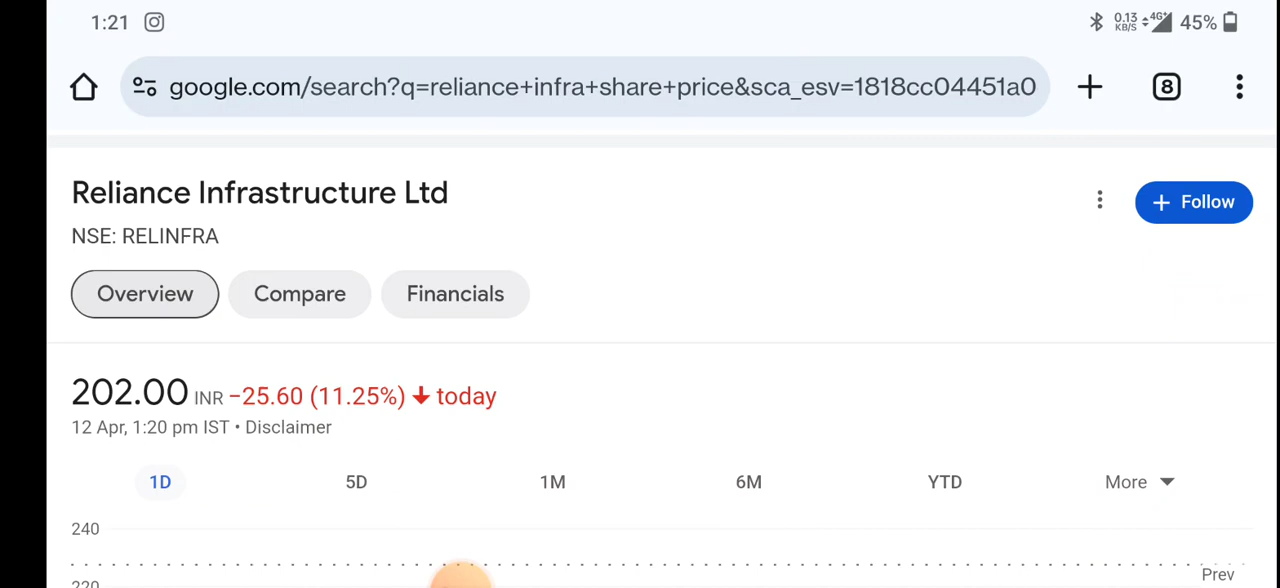 1:21 0.13 KB/S 4G+ 45%
google.com/search?q=reliance+infra+share+price&sca_esv=1818cc04451a0 8
Reliance Infrastructure Ltd
+ Follow
NSE: RELINFRA
Overview Compare Financials
202.00 INR −25.60 (11.25%) ↓ today
12 Apr, 1:20 pm IST • Disclaimer
1D 5D 1M 6M YTD More
240
Prev
220